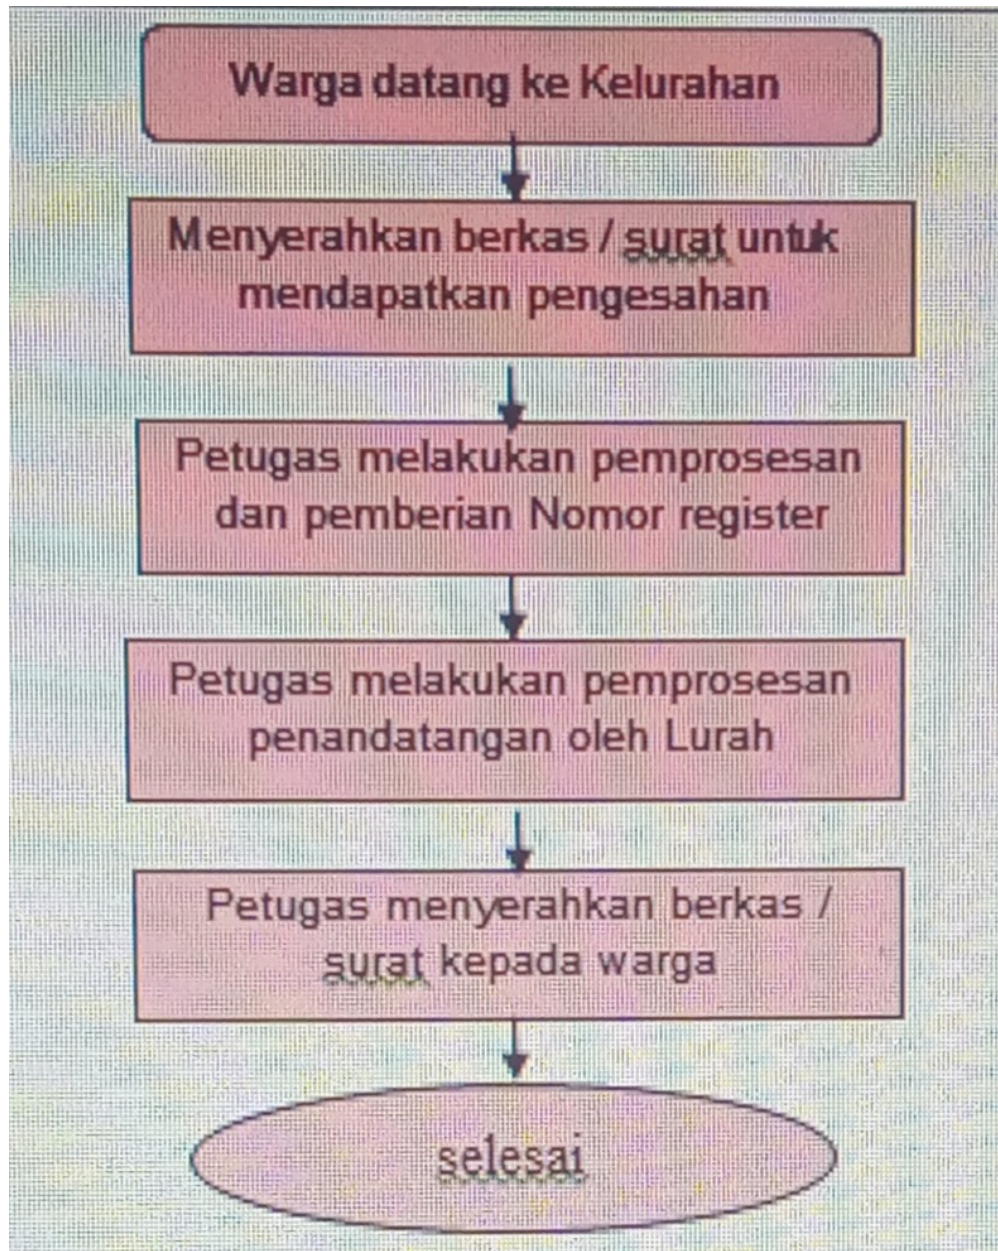 Warga datang ke Kelurahan
Menyerahkan berkas / surat untuk
mendapatkan pengesahan
Petugas melakukan pemprosesan
dan pemberian Nomor register
Petugas melakukan pemprosesan
penandatangan oleh Lurah
Petugas menyerahkan berkas /
surat kepada warga
selesai